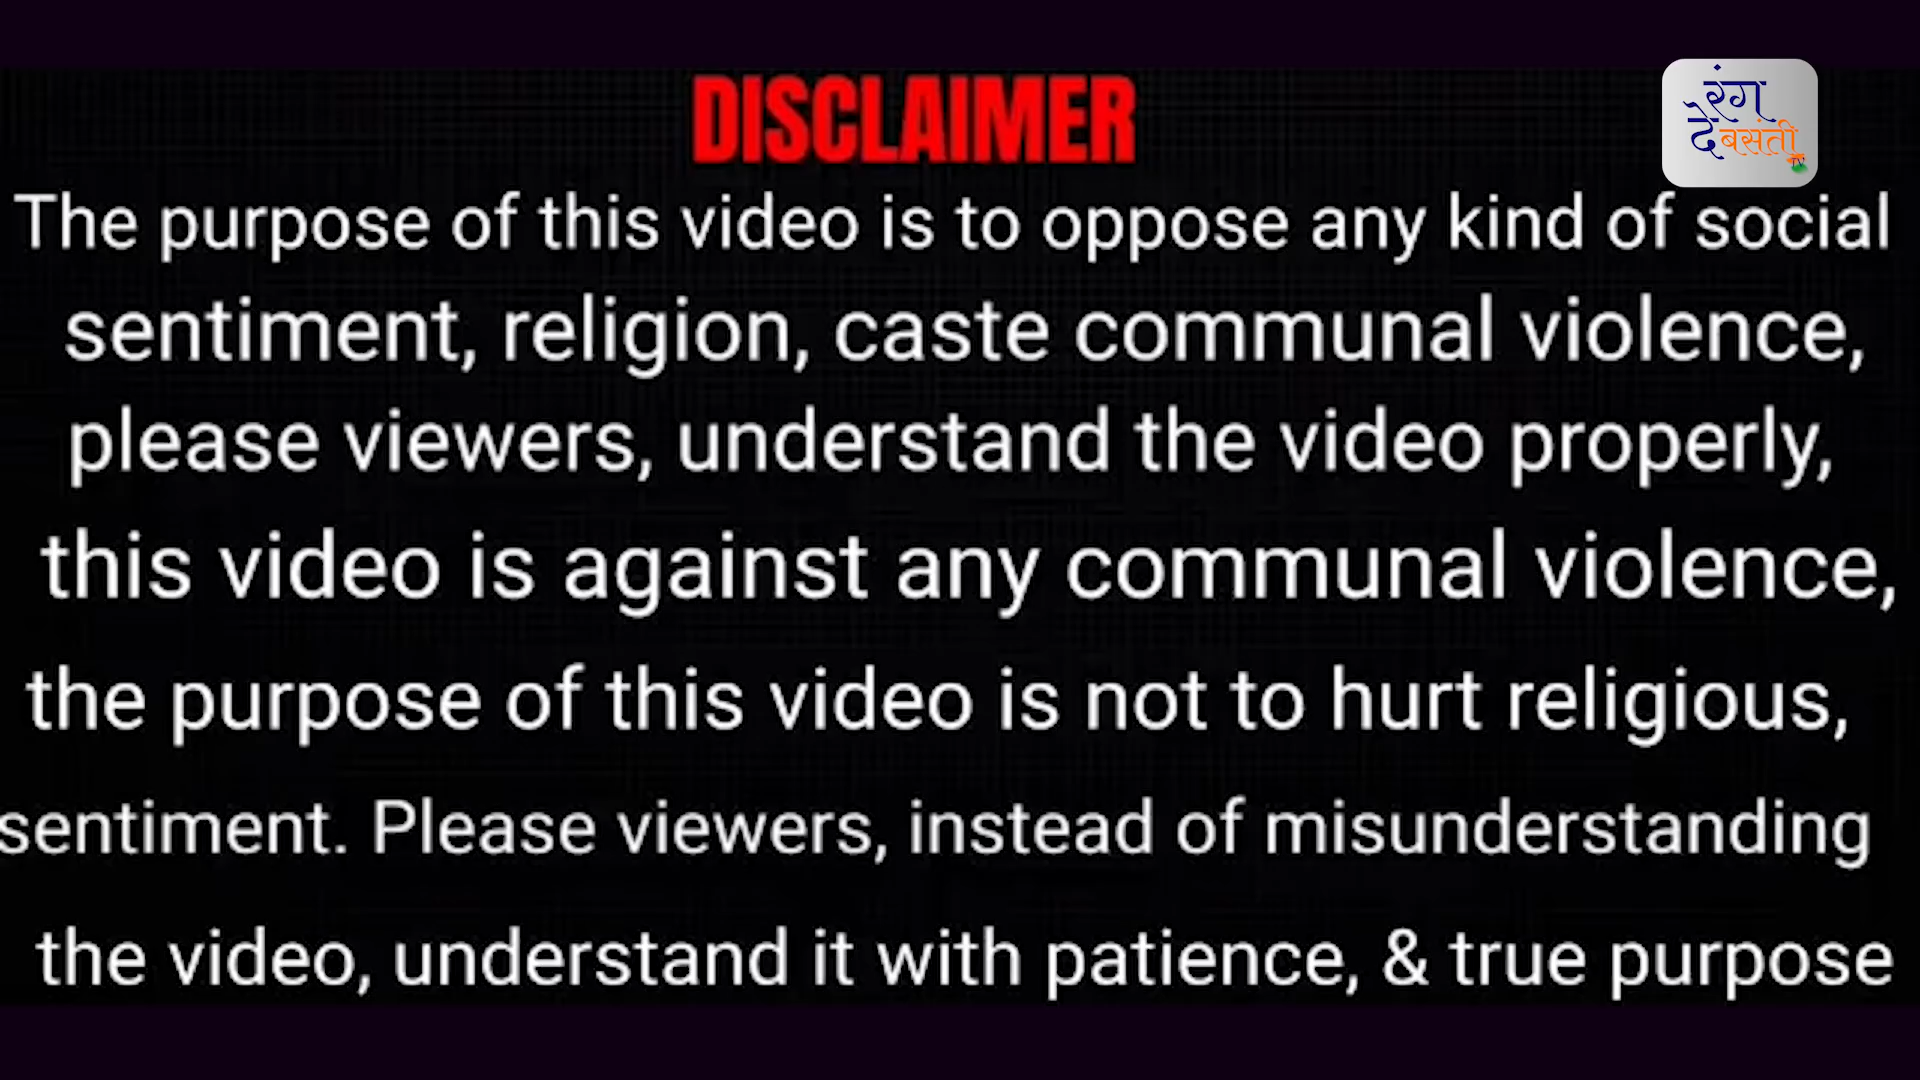 DISCLAIMER
रंग
दे बसंती
TV
The purpose of this video is to oppose any kind of social
sentiment, religion, caste communal violence,
please viewers, understand the video properly,
this video is against any communal violence,
the purpose of this video is not to hurt religious,
sentiment. Please viewers, instead of misunderstanding
the video, understand it with patience, & true purpose